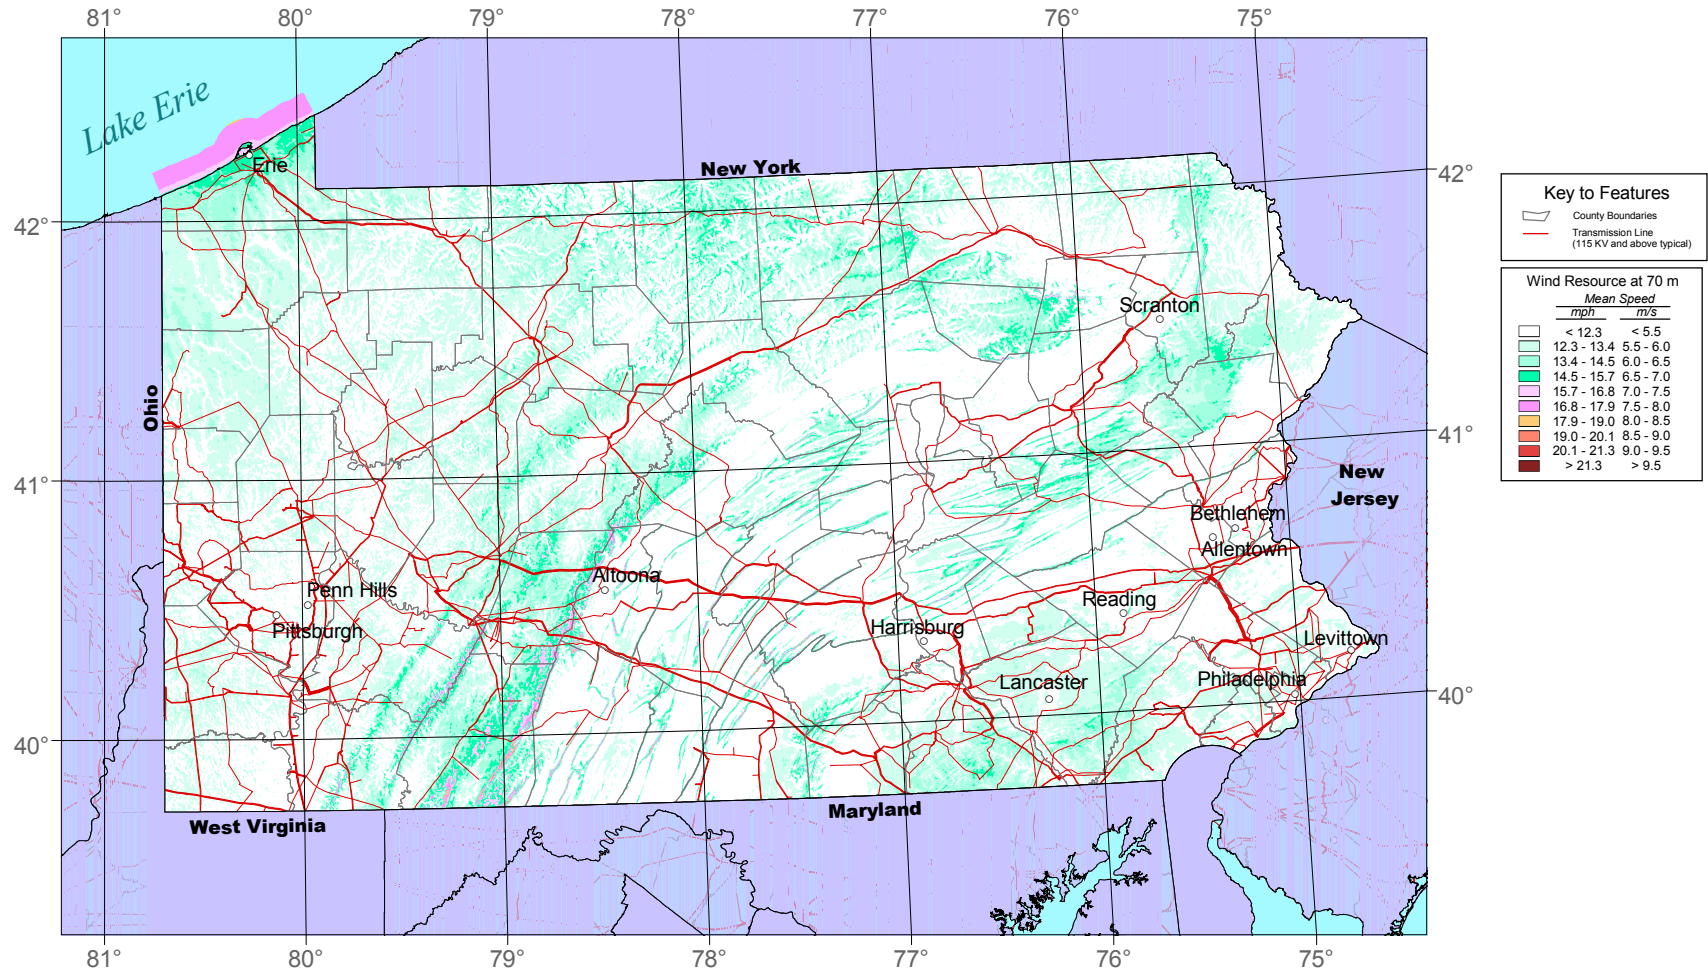 81° 80° 79° 78° 77° 76° 75°
Lake Erie
Erie
New York
42° 42°
Key to Features
County Boundaries
Transmission Line
(115 KV and above typical)
Wind Resource at 70 m
Mean Speed
mph m/s
< 12.3 < 5.5
12.3 - 13.4 5.5 - 6.0
13.4 - 14.5 6.0 - 6.5
14.5 - 15.7 6.5 - 7.0
15.7 - 16.8 7.0 - 7.5
16.8 - 17.9 7.5 - 8.0
17.9 - 19.0 8.0 - 8.5
19.0 - 20.1 8.5 - 9.0
20.1 - 21.3 9.0 - 9.5
> 21.3 > 9.5
Scranton
Ohio
41° 41°
New
Jersey
Bethlehem
Allentown
Altoona
Penn Hills
Reading
Pittsburgh
Harrisburg
Levittown
Lancaster
Philadelphia
40° 40°
West Virginia
Maryland
81° 80° 79° 78° 77° 76° 75°